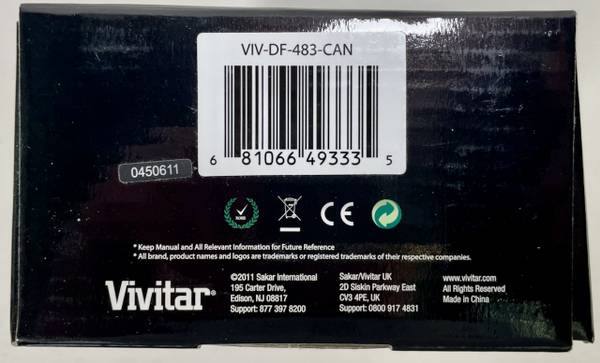 VIV-DF-483-CAN
6 81066 49333 5
0450611
CE
* Keep Manual and All Relevant Information for Future Reference
* All brand, product names and logos are trademarks or registered trademarks of their respective companies.
Vivitar®
©2011 Sakar International
195 Carter Drive,
Edison, NJ 08817
Support: 877 397 8200
Sakar/Vivitar UK
2D Siskin Parkway East
CV3 4PE, UK
Support: 0800 917 4831
www.vivitar.com
All Rights Reserved
Made in China